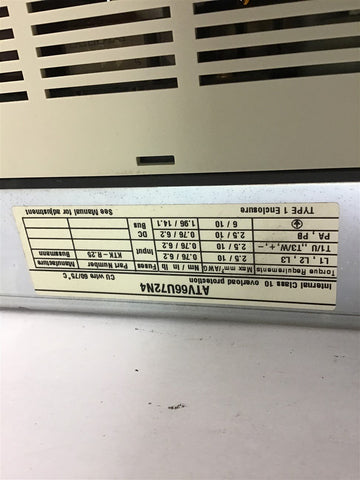 ATV66U72N4
Internal Class 10 overload protection CU wire 60/75°C
Torque Requirements Max mm²/AWG Nm / in lb Fuses Part Number Manufacture
L1 , L2 , L3 2.5 / 10 0.76 / 6.2 Input KTK - R 25 Bussmann
T1/U,..T3/W, +, - 2.5 / 10 0.76 / 6.2
PA , PB 2.5 / 10 0.76 / 6.2 DC
6 / 10 1.96 / 14.1 Bus
TYPE 1 Enclosure See Manual for adjustment